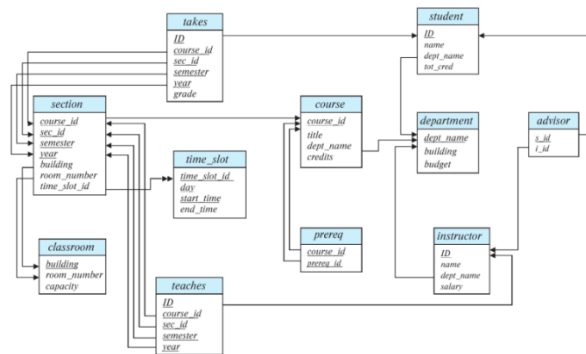 takes
ID
course_id
sec_id
semester
year
grade
student
ID
name
dept_name
tot_cred
section
course_id
sec_id
semester
year
building
room_number
time_slot_id
course
course_id
title
dept_name
credits
department
dept_name
building
budget
advisor
s_id
i_id
time_slot
time_slot_id
day
start_time
end_time
prereq
course_id
prereq_id
instructor
ID
name
dept_name
salary
classroom
building
room_number
capacity
teaches
ID
course_id
sec_id
semester
year